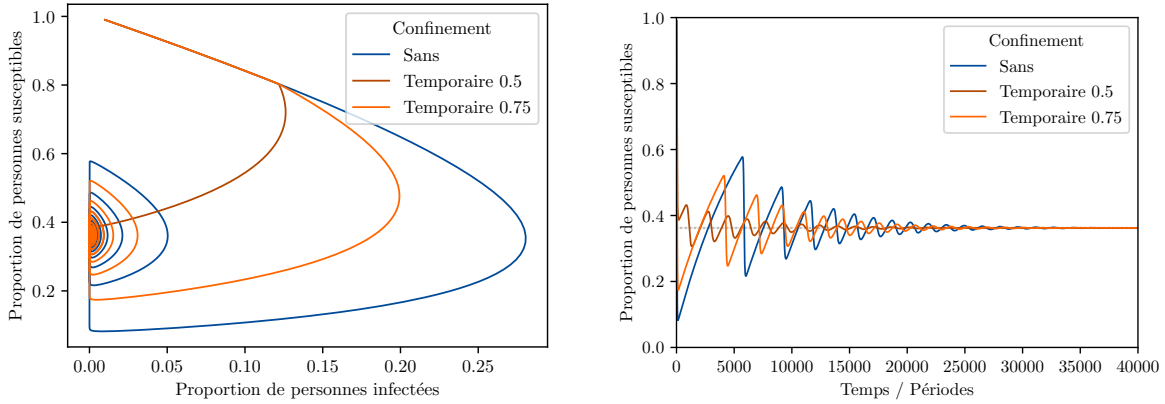 1.0
0.8
0.6
0.4
0.2
0.00
0.05
0.10
0.15
0.20
0.25
Proportion de personnes susceptibles
Proportion de personnes infectées
Confinement
Sans
Temporaire 0.5
Temporaire 0.75
1.0
0.8
0.6
0.4
0.2
0.0
0
5000
10000
15000
20000
25000
30000
35000
40000
Proportion de personnes susceptibles
Temps / Périodes
Confinement
Sans
Temporaire 0.5
Temporaire 0.75